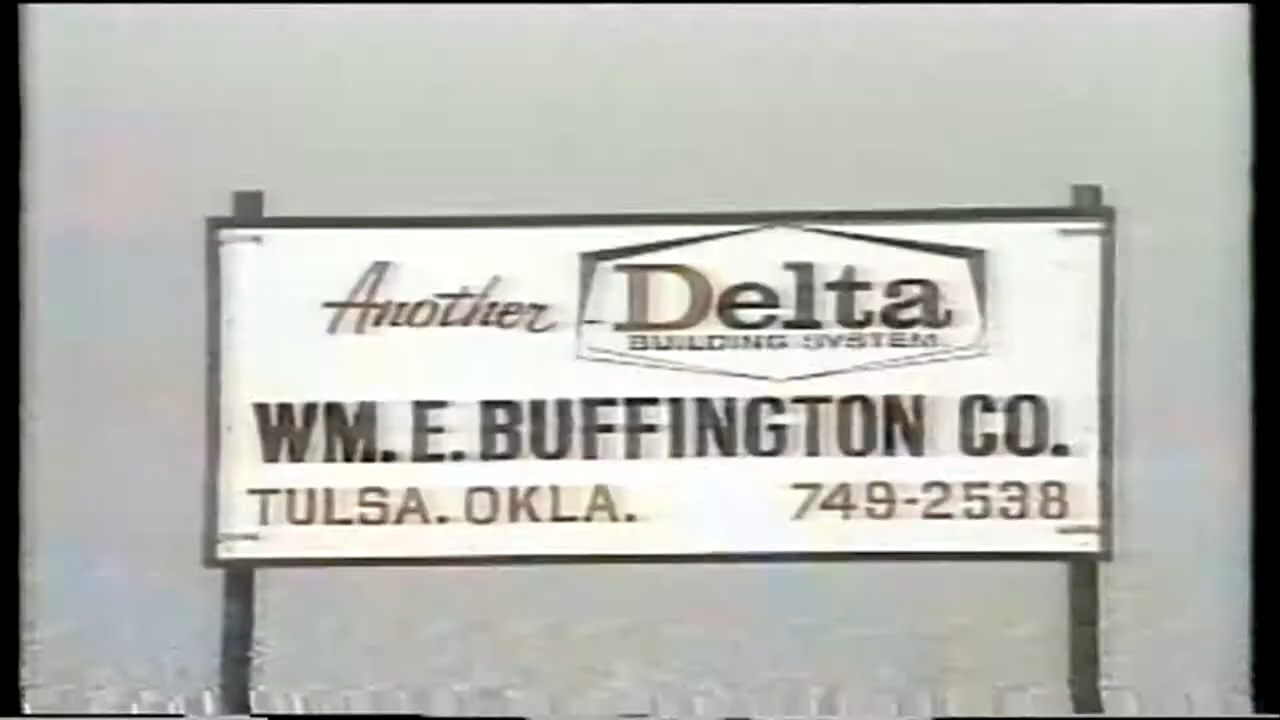 Another Delta
BUILDING SYSTEM
WM. E. BUFFINGTON CO.
TULSA. OKLA. 749-2538